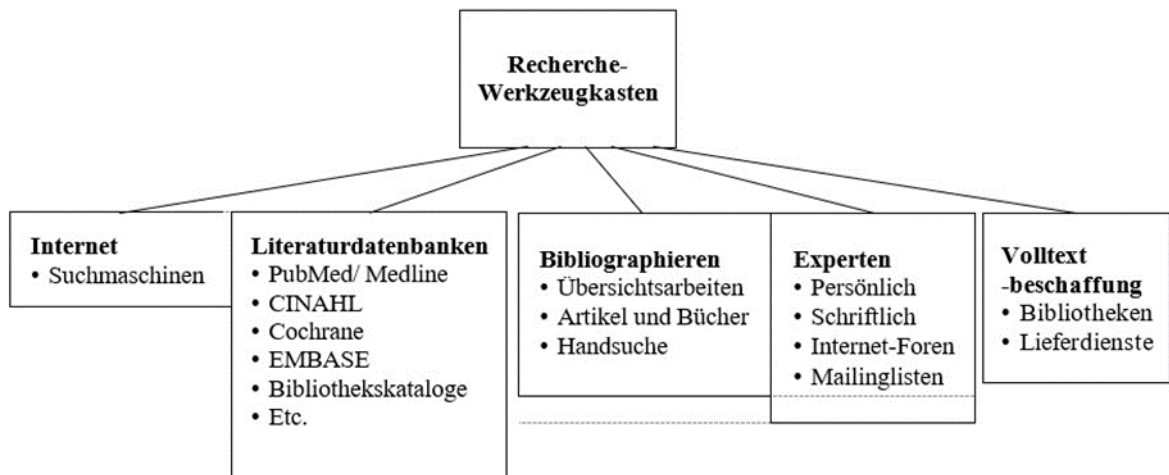 Recherche-
Werkzeugkasten
Internet
• Suchmaschinen
Literaturdatenbanken
• PubMed/ Medline
• CINAHL
• Cochrane
• EMBASE
• Bibliothekskataloge
• Etc.
Bibliographieren
• Übersichtsarbeiten
• Artikel und Bücher
• Handsuche
Experten
• Persönlich
• Schriftlich
• Internet-Foren
• Mailinglisten
Volltext
-beschaffung
• Bibliotheken
• Lieferdienste